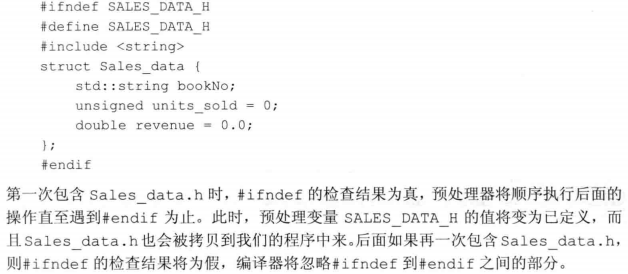 #ifndef SALES_DATA_H
#define SALES_DATA_H
#include <string>
struct Sales_data {
    std::string bookNo;
    unsigned units_sold = 0;
    double revenue = 0.0;
};
#endif
第一次包含 Sales_data.h 时，#ifndef 的检查结果为真，预处理器将顺序执行后面的
操作直至遇到#endif 为止。此时，预处理变量 SALES_DATA_H 的值将变为已定义，而
且Sales_data.h也会被拷贝到我们的程序中来。后面如果再一次包含Sales_data.h，
则#ifndef 的检查结果将为假，编译器将忽略#ifndef 到#endif 之间的部分。